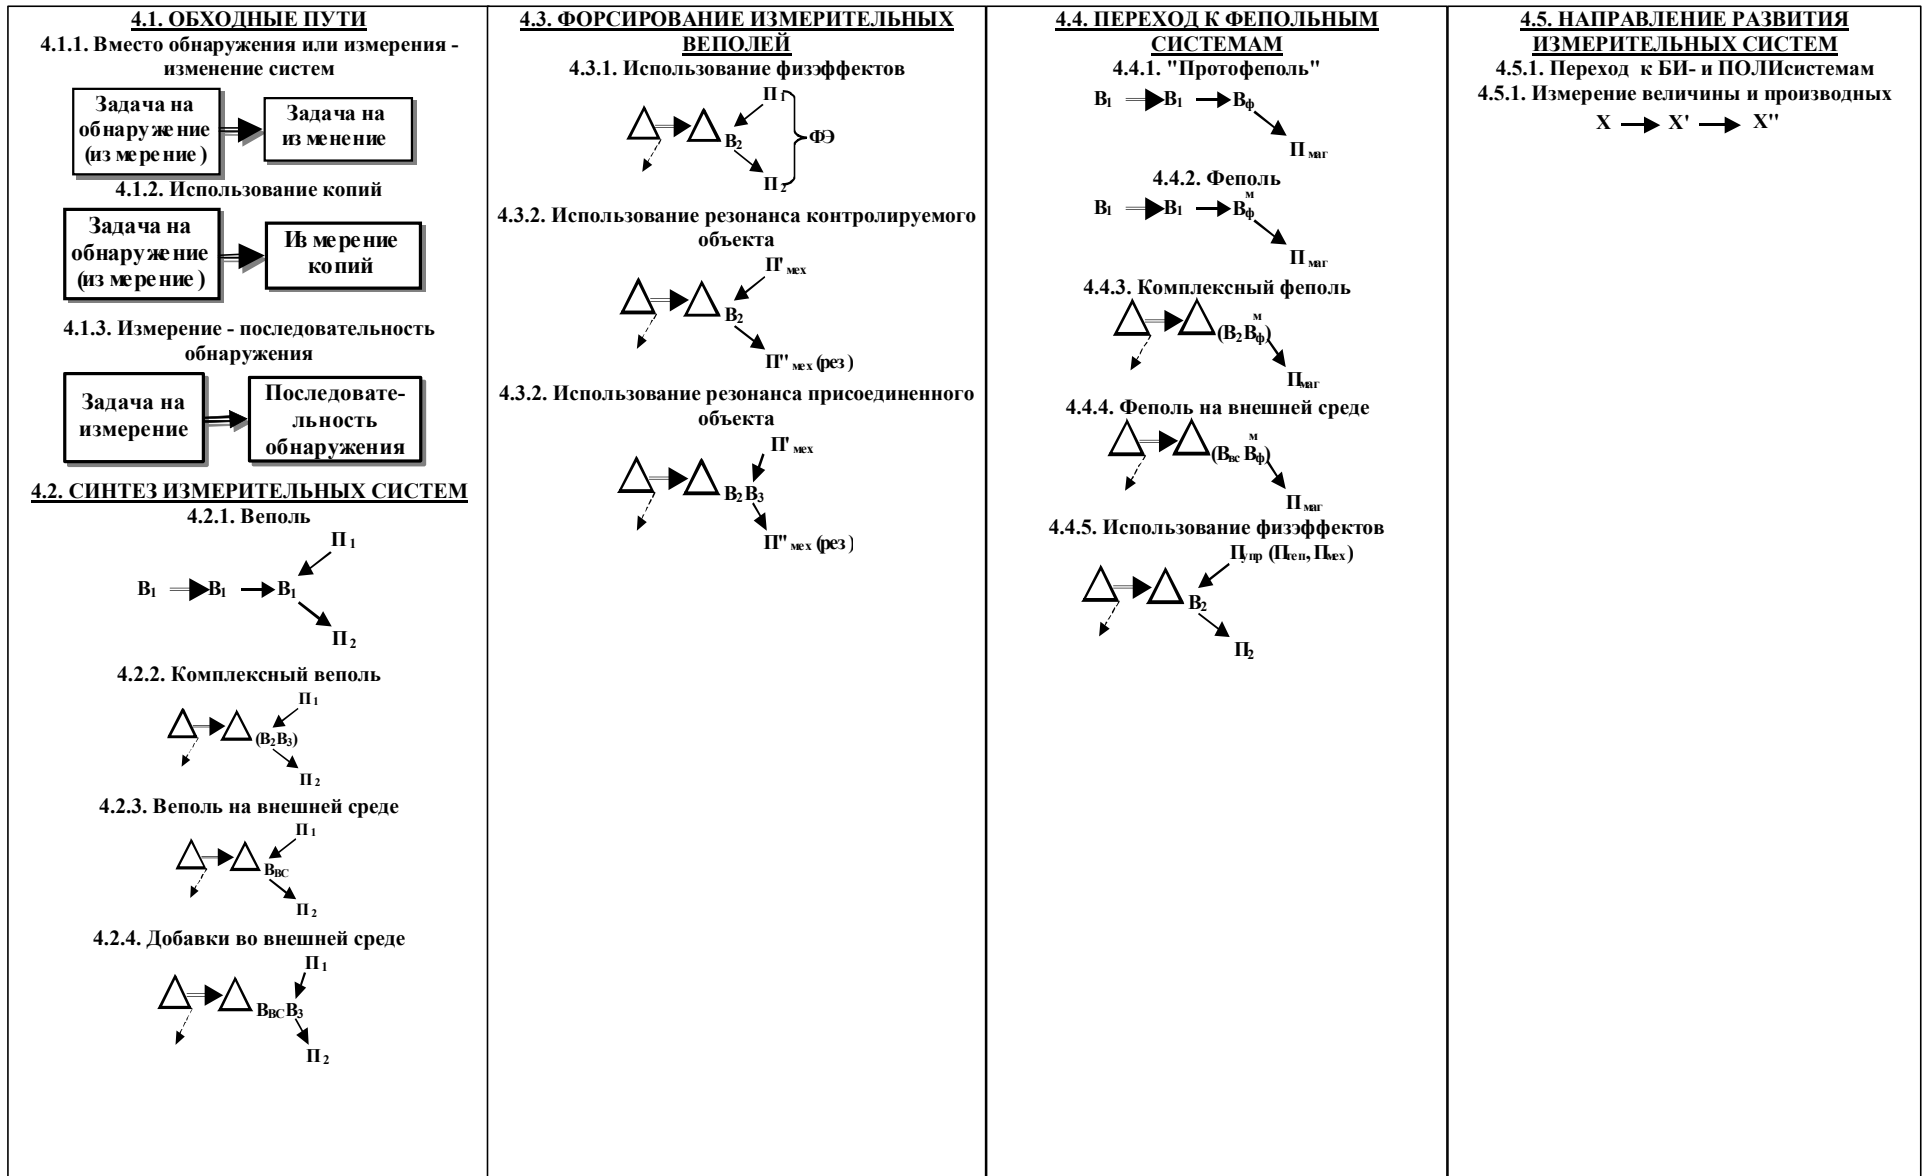 4.1. ОБХОДНЫЕ ПУТИ
4.1.1. Вместо обнаружения или измерения -
изменение систем
Задача на
обнаружение
(измерение)
Задача на
изменение
4.1.2. Использование копий
Задача на
обнаружение
(измерение)
Измерение
копий
4.1.3. Измерение - последовательность
обнаружения
Задача на
измерение
Последовате-
льность
обнаружения
4.2. СИНТЕЗ ИЗМЕРИТЕЛЬНЫХ СИСТЕМ
4.2.1. Веполь
П1
В1 В1 В1
П2
4.2.2. Комплексный веполь
П1
(В2В3)
П2
4.2.3. Веполь на внешней среде
П1
ВВС
П2
4.2.4. Добавки во внешней среде
П1
ВВСВ3
П2
4.3. ФОРСИРОВАНИЕ ИЗМЕРИТЕЛЬНЫХ
ВЕПОЛЕЙ
4.3.1. Использование физэффектов
П1
В2
ФЭ
П2
4.3.2. Использование резонанса контролируемого
объекта
П'мех
В2
П"мех (рез)
4.3.2. Использование резонанса присоединенного
объекта
П'мех
В2В3
П"мех (рез)
4.4. ПЕРЕХОД К ФЕПОЛЬНЫМ
СИСТЕМАМ
4.4.1. "Протофеполь"
В1 В1 Вф
Пмаг
4.4.2. Феполь
м
В1 В1 Вф
Пмаг
4.4.3. Комплексный феполь
м
(В2Вф)
Пмаг
4.4.4. Феполь на внешней среде
м
(Ввс Вф)
Пмаг
4.4.5. Использование физэффектов
Пупр (Птеп, Пмех)
В2
П2
4.5. НАПРАВЛЕНИЕ РАЗВИТИЯ
ИЗМЕРИТЕЛЬНЫХ СИСТЕМ
4.5.1. Переход к БИ- и ПОЛИсистемам
4.5.1. Измерение величины и производных
X X' X"